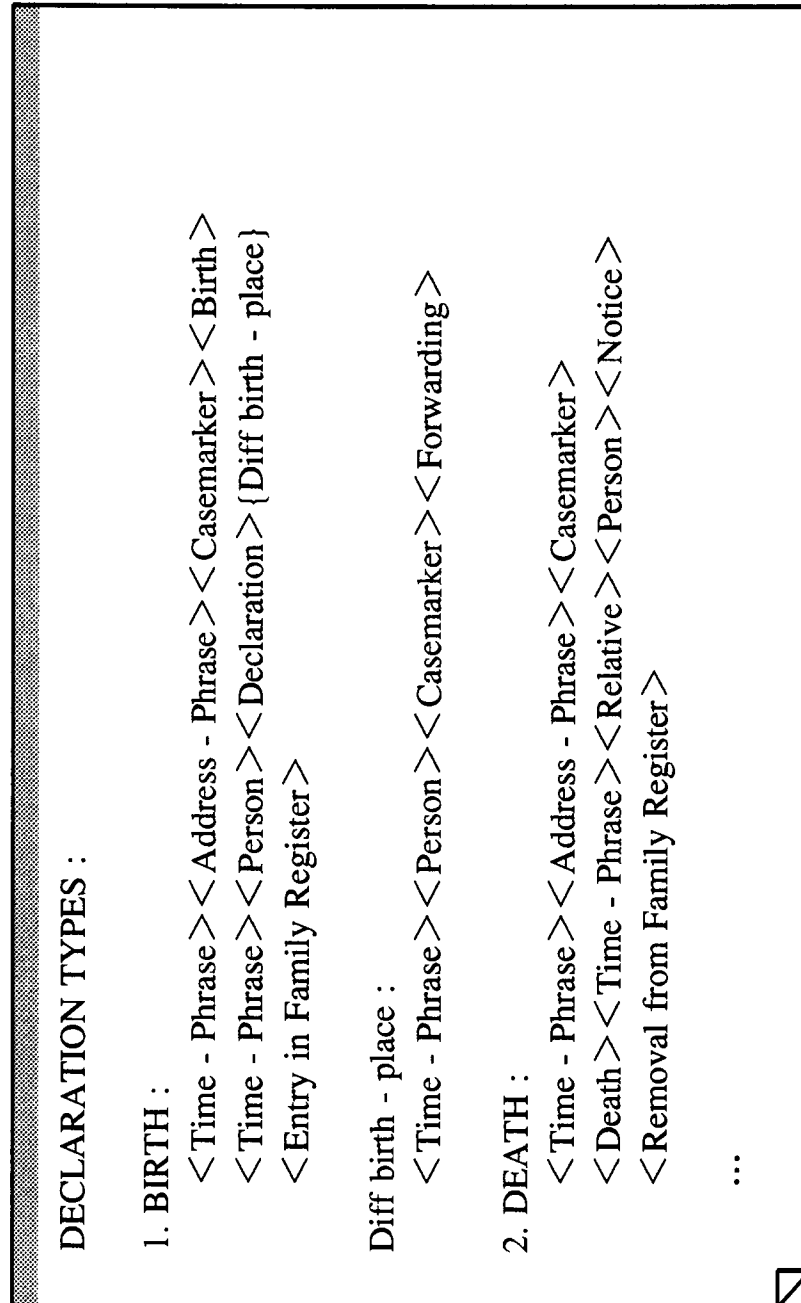 DECLARATION TYPES :
1. BIRTH :
<Time - Phrase><Address - Phrase><Casemarker><Birth>
<Time - Phrase><Person><Declaration>{Diff birth - place}
<Entry in Family Register>
Diff birth - place :
<Time - Phrase><Person><Casemarker><Forwarding>
2. DEATH :
<Time - Phrase><Address - Phrase><Casemarker>
<Death><Time - Phrase><Relative><Person><Notice>
<Removal from Family Register>
...